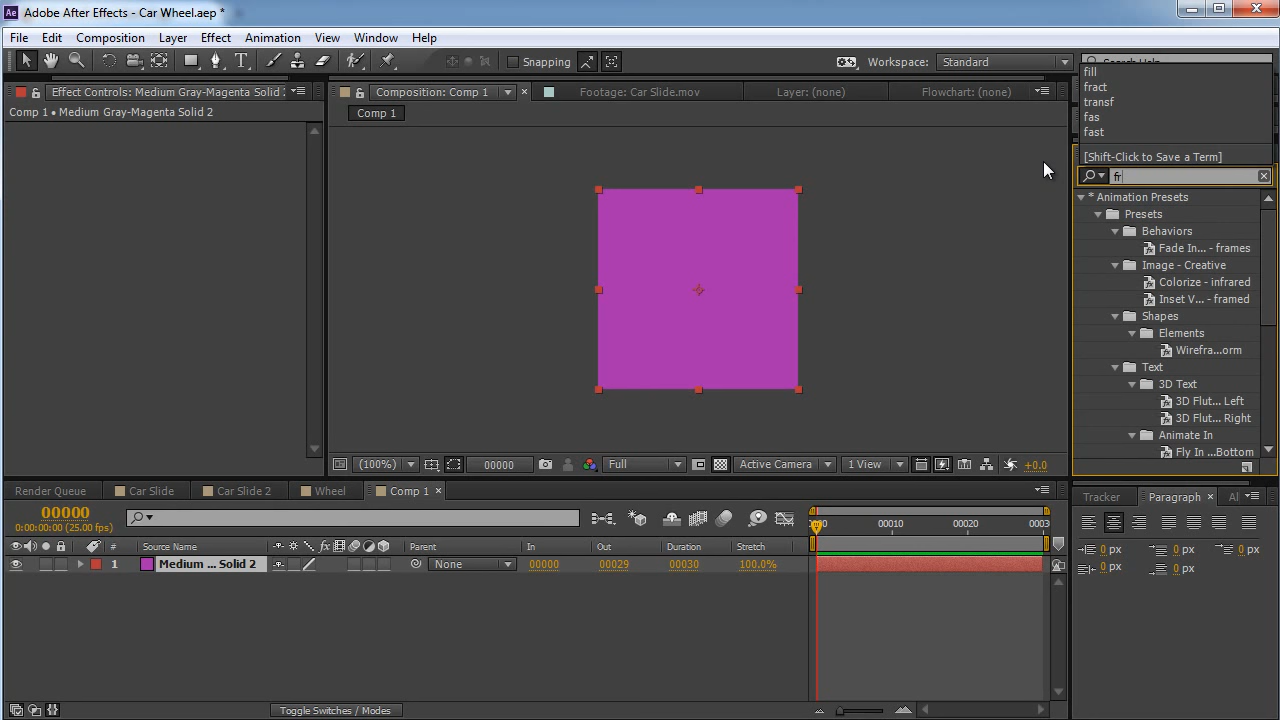 Ae Adobe After Effects - Car Wheel.aep *
File Edit Composition Layer Effect Animation View Window Help
Snapping Workspace: Standard Search Help
Effect Controls: Medium Gray-Magenta Solid 2
Composition: Comp 1 Footage: Car Slide.mov Layer: (none) Flowchart: (none)
Comp 1 • Medium Gray-Magenta Solid 2
Comp 1
fill
fract
transf
fas
fast
[Shift-Click to Save a Term]
fr
* Animation Presets
Presets
Behaviors
Fade In... - frames
Image - Creative
Colorize - infrared
Inset V... - framed
Shapes
Elements
Wirefra...orm
Text
3D Text
3D Flut... Left
3D Flut... Right
Animate In
Fly In ...Bottom
(100%) 00000 Full Active Camera 1 View +0.0
Render Queue Car Slide Car Slide 2 Wheel Comp 1
00000
0:00:00:00 (25.00 fps)
00010 00020
# Source Name fx Parent In Out Duration Stretch
1 Medium ... Solid 2 None 00000 00029 00030 100.0%
Toggle Switches / Modes
Tracker Paragraph
0 px 0 px 0 px
0 px 0 px